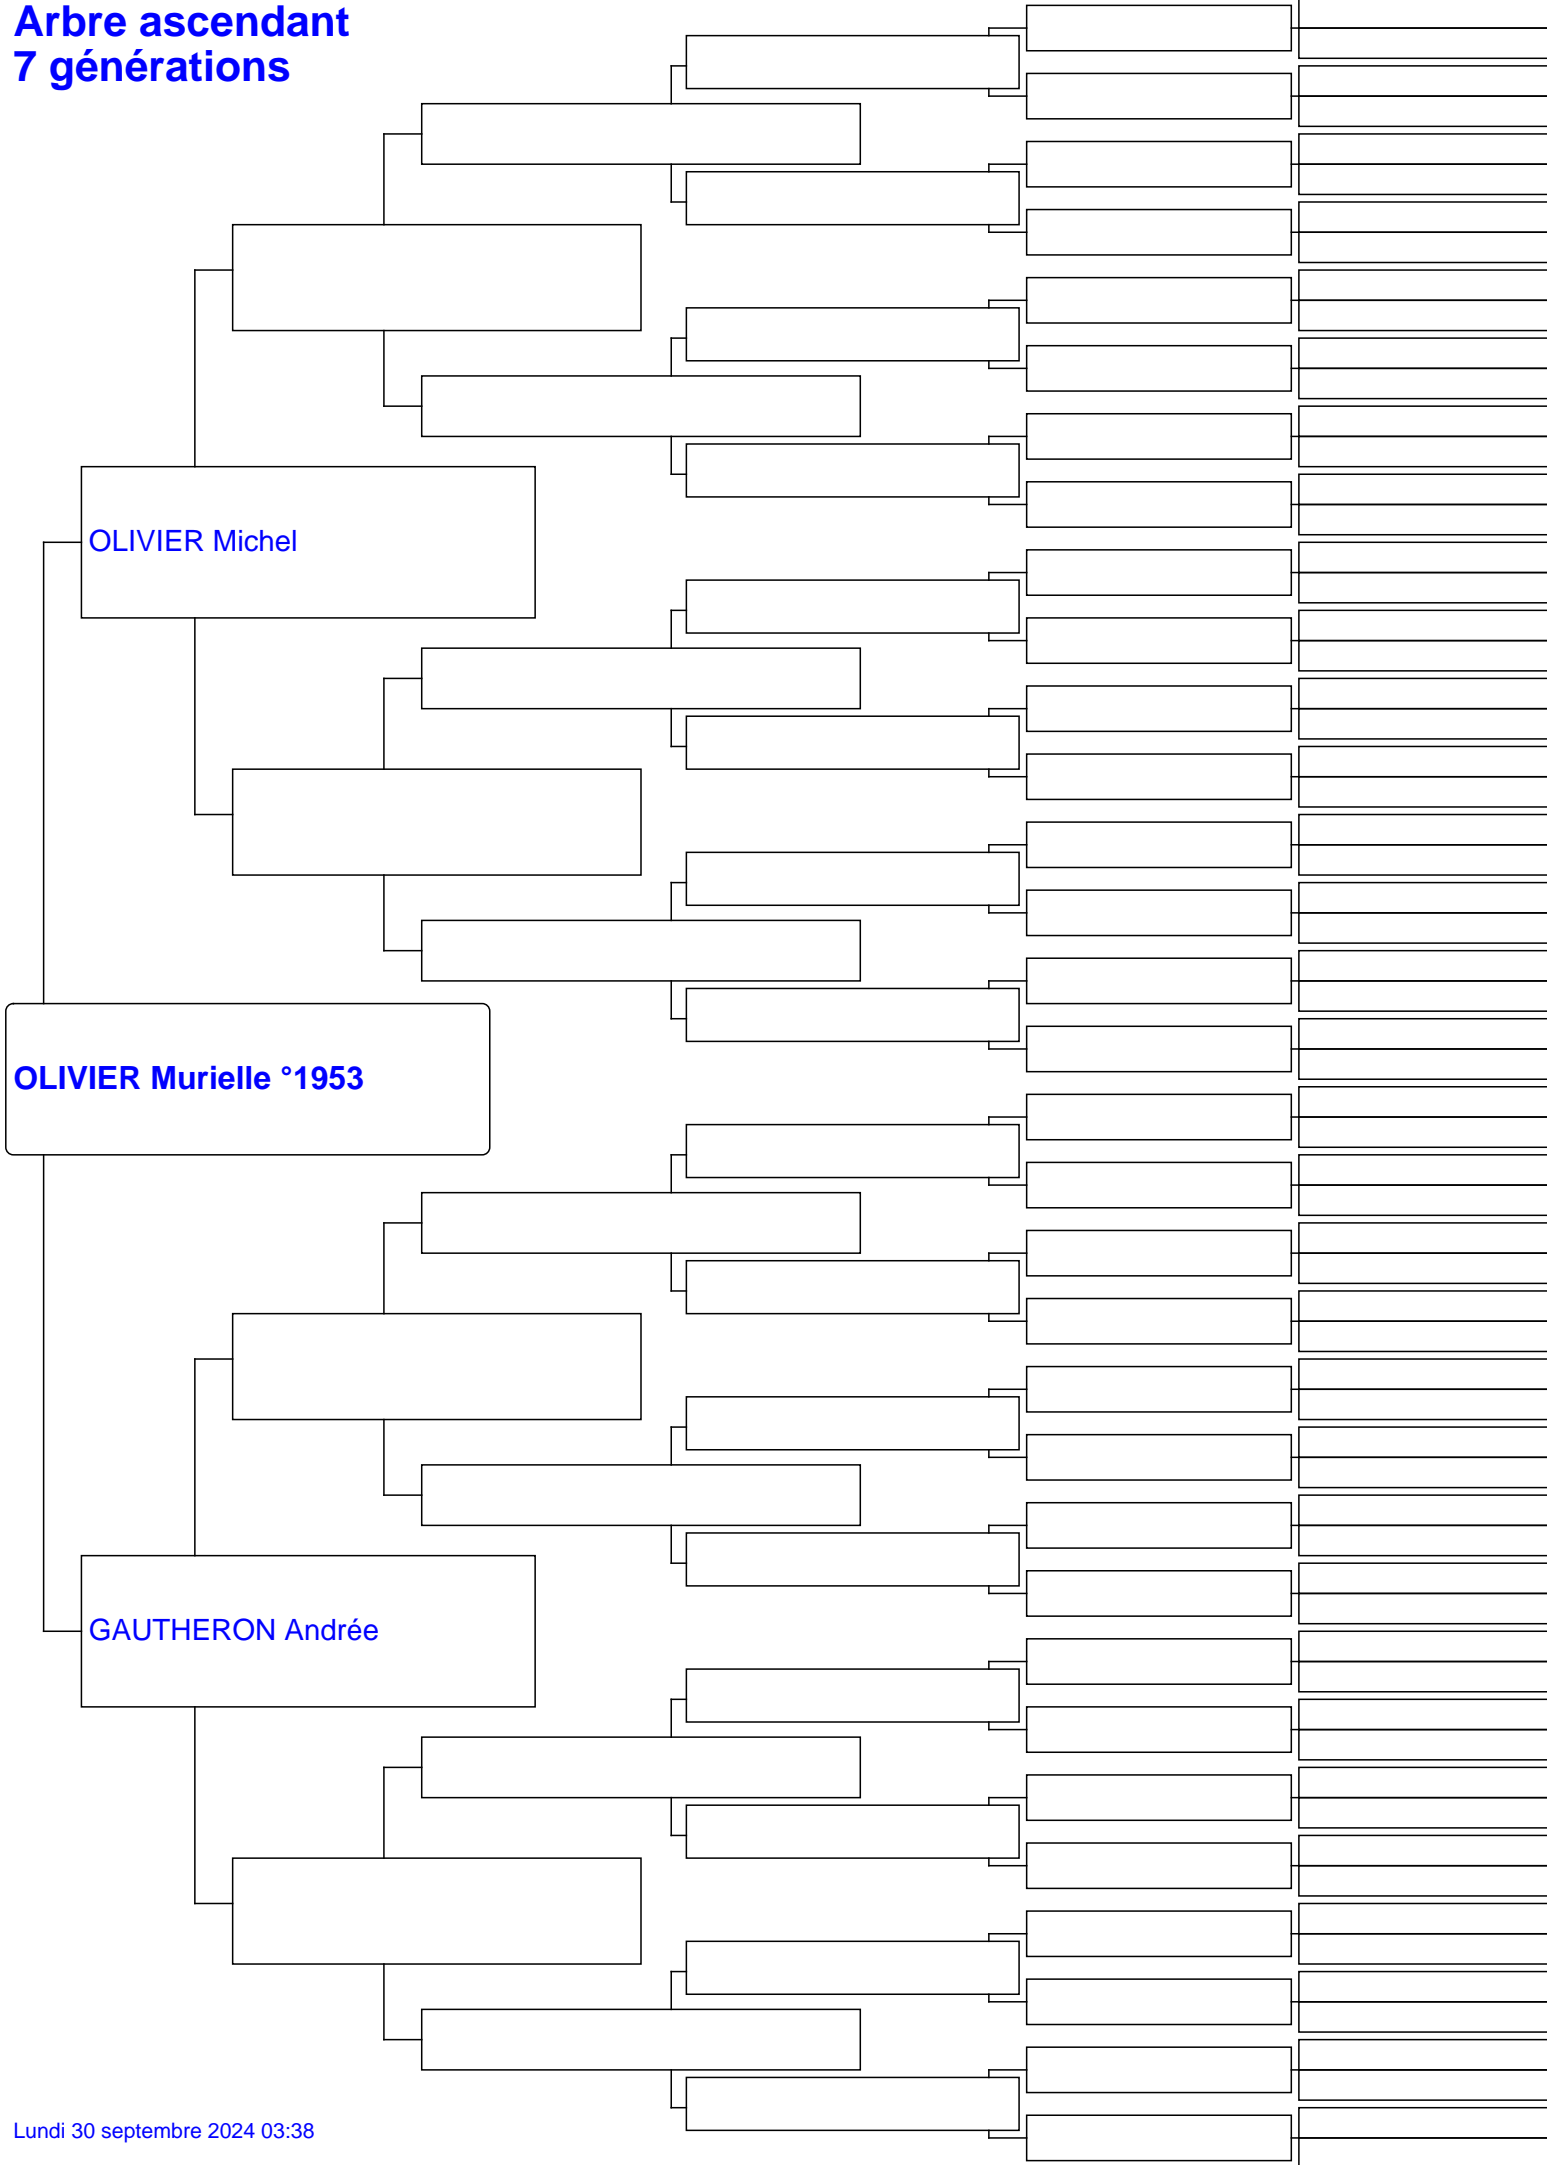 Arbre ascendant
7 générations
OLIVIER Michel
OLIVIER Murielle °1953
GAUTHERON Andrée
Lundi 30 septembre 2024 03:38